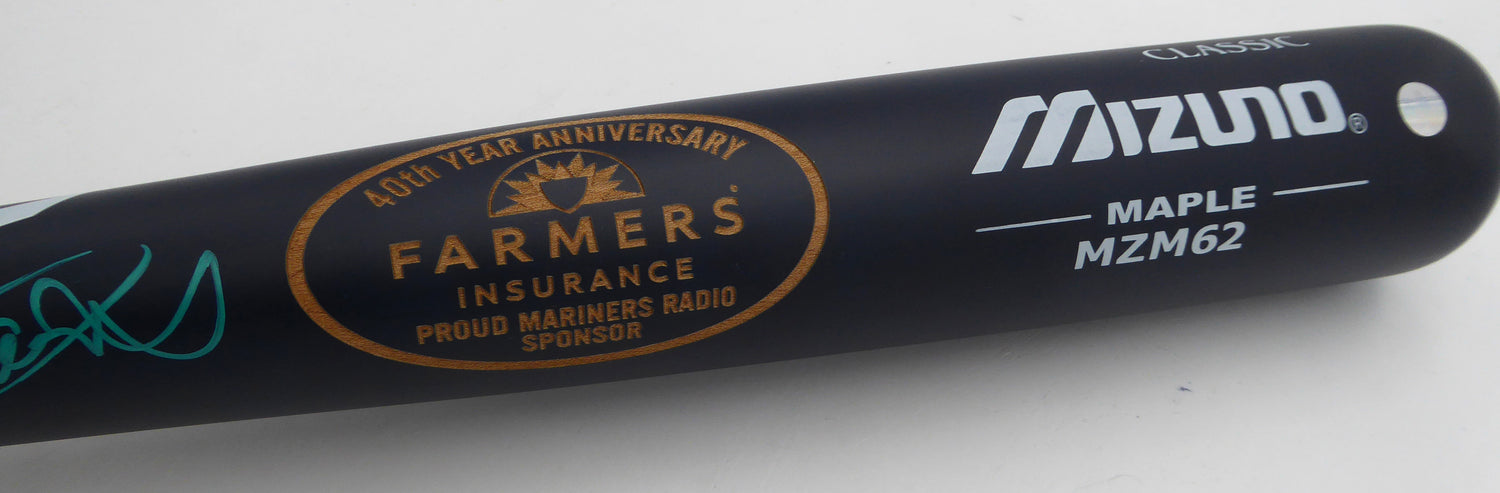 40th YEAR ANNIVERSARY
FARMERS
INSURANCE
PROUD MARINERS RADIO
SPONSOR
CLASSIC
MIZUNO®
MAPLE
MZM62